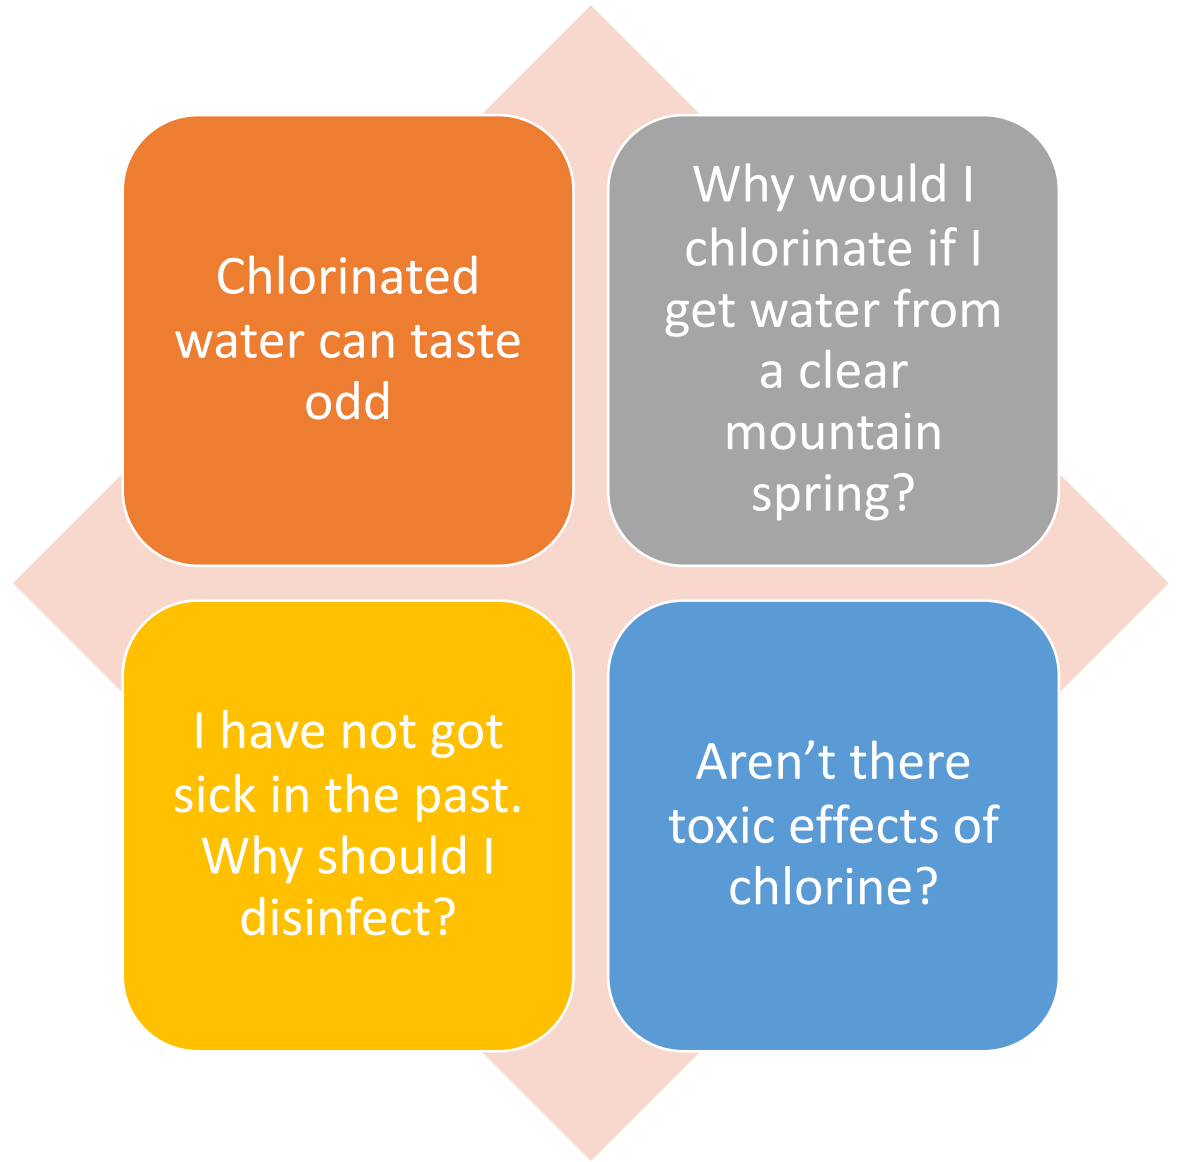 Chlorinated
water can taste
odd
Why would I
chlorinate if I
get water from
a clear
mountain
spring?
I have not got
sick in the past.
Why should I
disinfect?
Aren’t there
toxic effects of
chlorine?